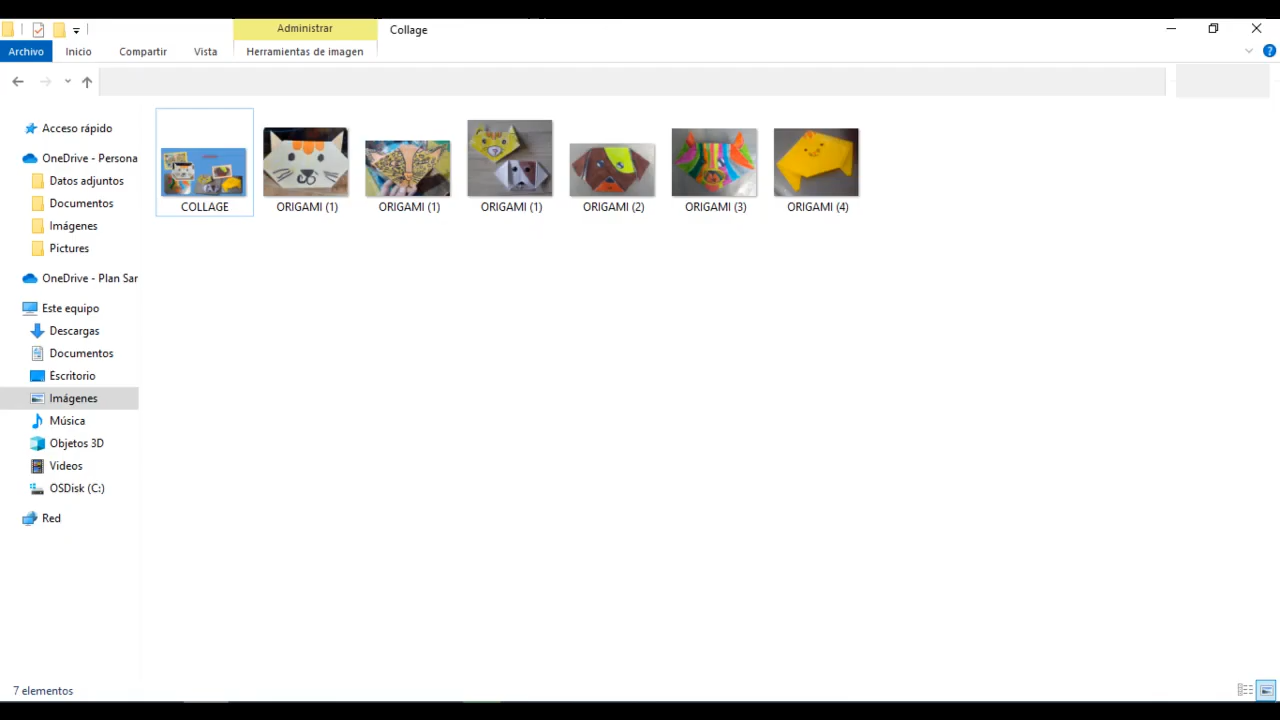 Administrar
Collage
Archivo
Inicio
Compartir
Vista
Herramientas de imagen
?
Acceso rápido
OneDrive - Persona
Datos adjuntos
Documentos
Imágenes
Pictures
OneDrive - Plan Sar
Este equipo
Descargas
Documentos
Escritorio
Imágenes
Música
Objetos 3D
Videos
OSDisk (C:)
Red
COLLAGE
ORIGAMI (1)
ORIGAMI (1)
ORIGAMI (1)
ORIGAMI (2)
ORIGAMI (3)
ORIGAMI (4)
7 elementos